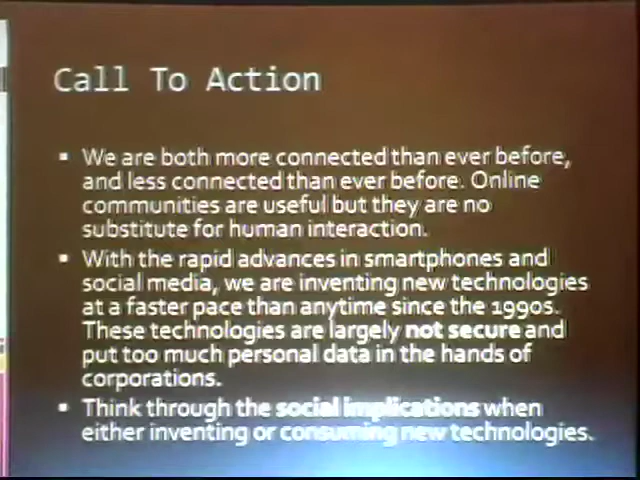 Call To Action
▪ We are both more connected than ever before,
and less connected than ever before. Online
communities are useful but they are no
substitute for human interaction.
▪ With the rapid advances in smartphones and
social media, we are inventing new technologies
at a faster pace than anytime since the 1990s.
These technologies are largely not secure and
put too much personal data in the hands of
corporations.
▪ Think through the social implications when
either inventing or consuming new technologies.